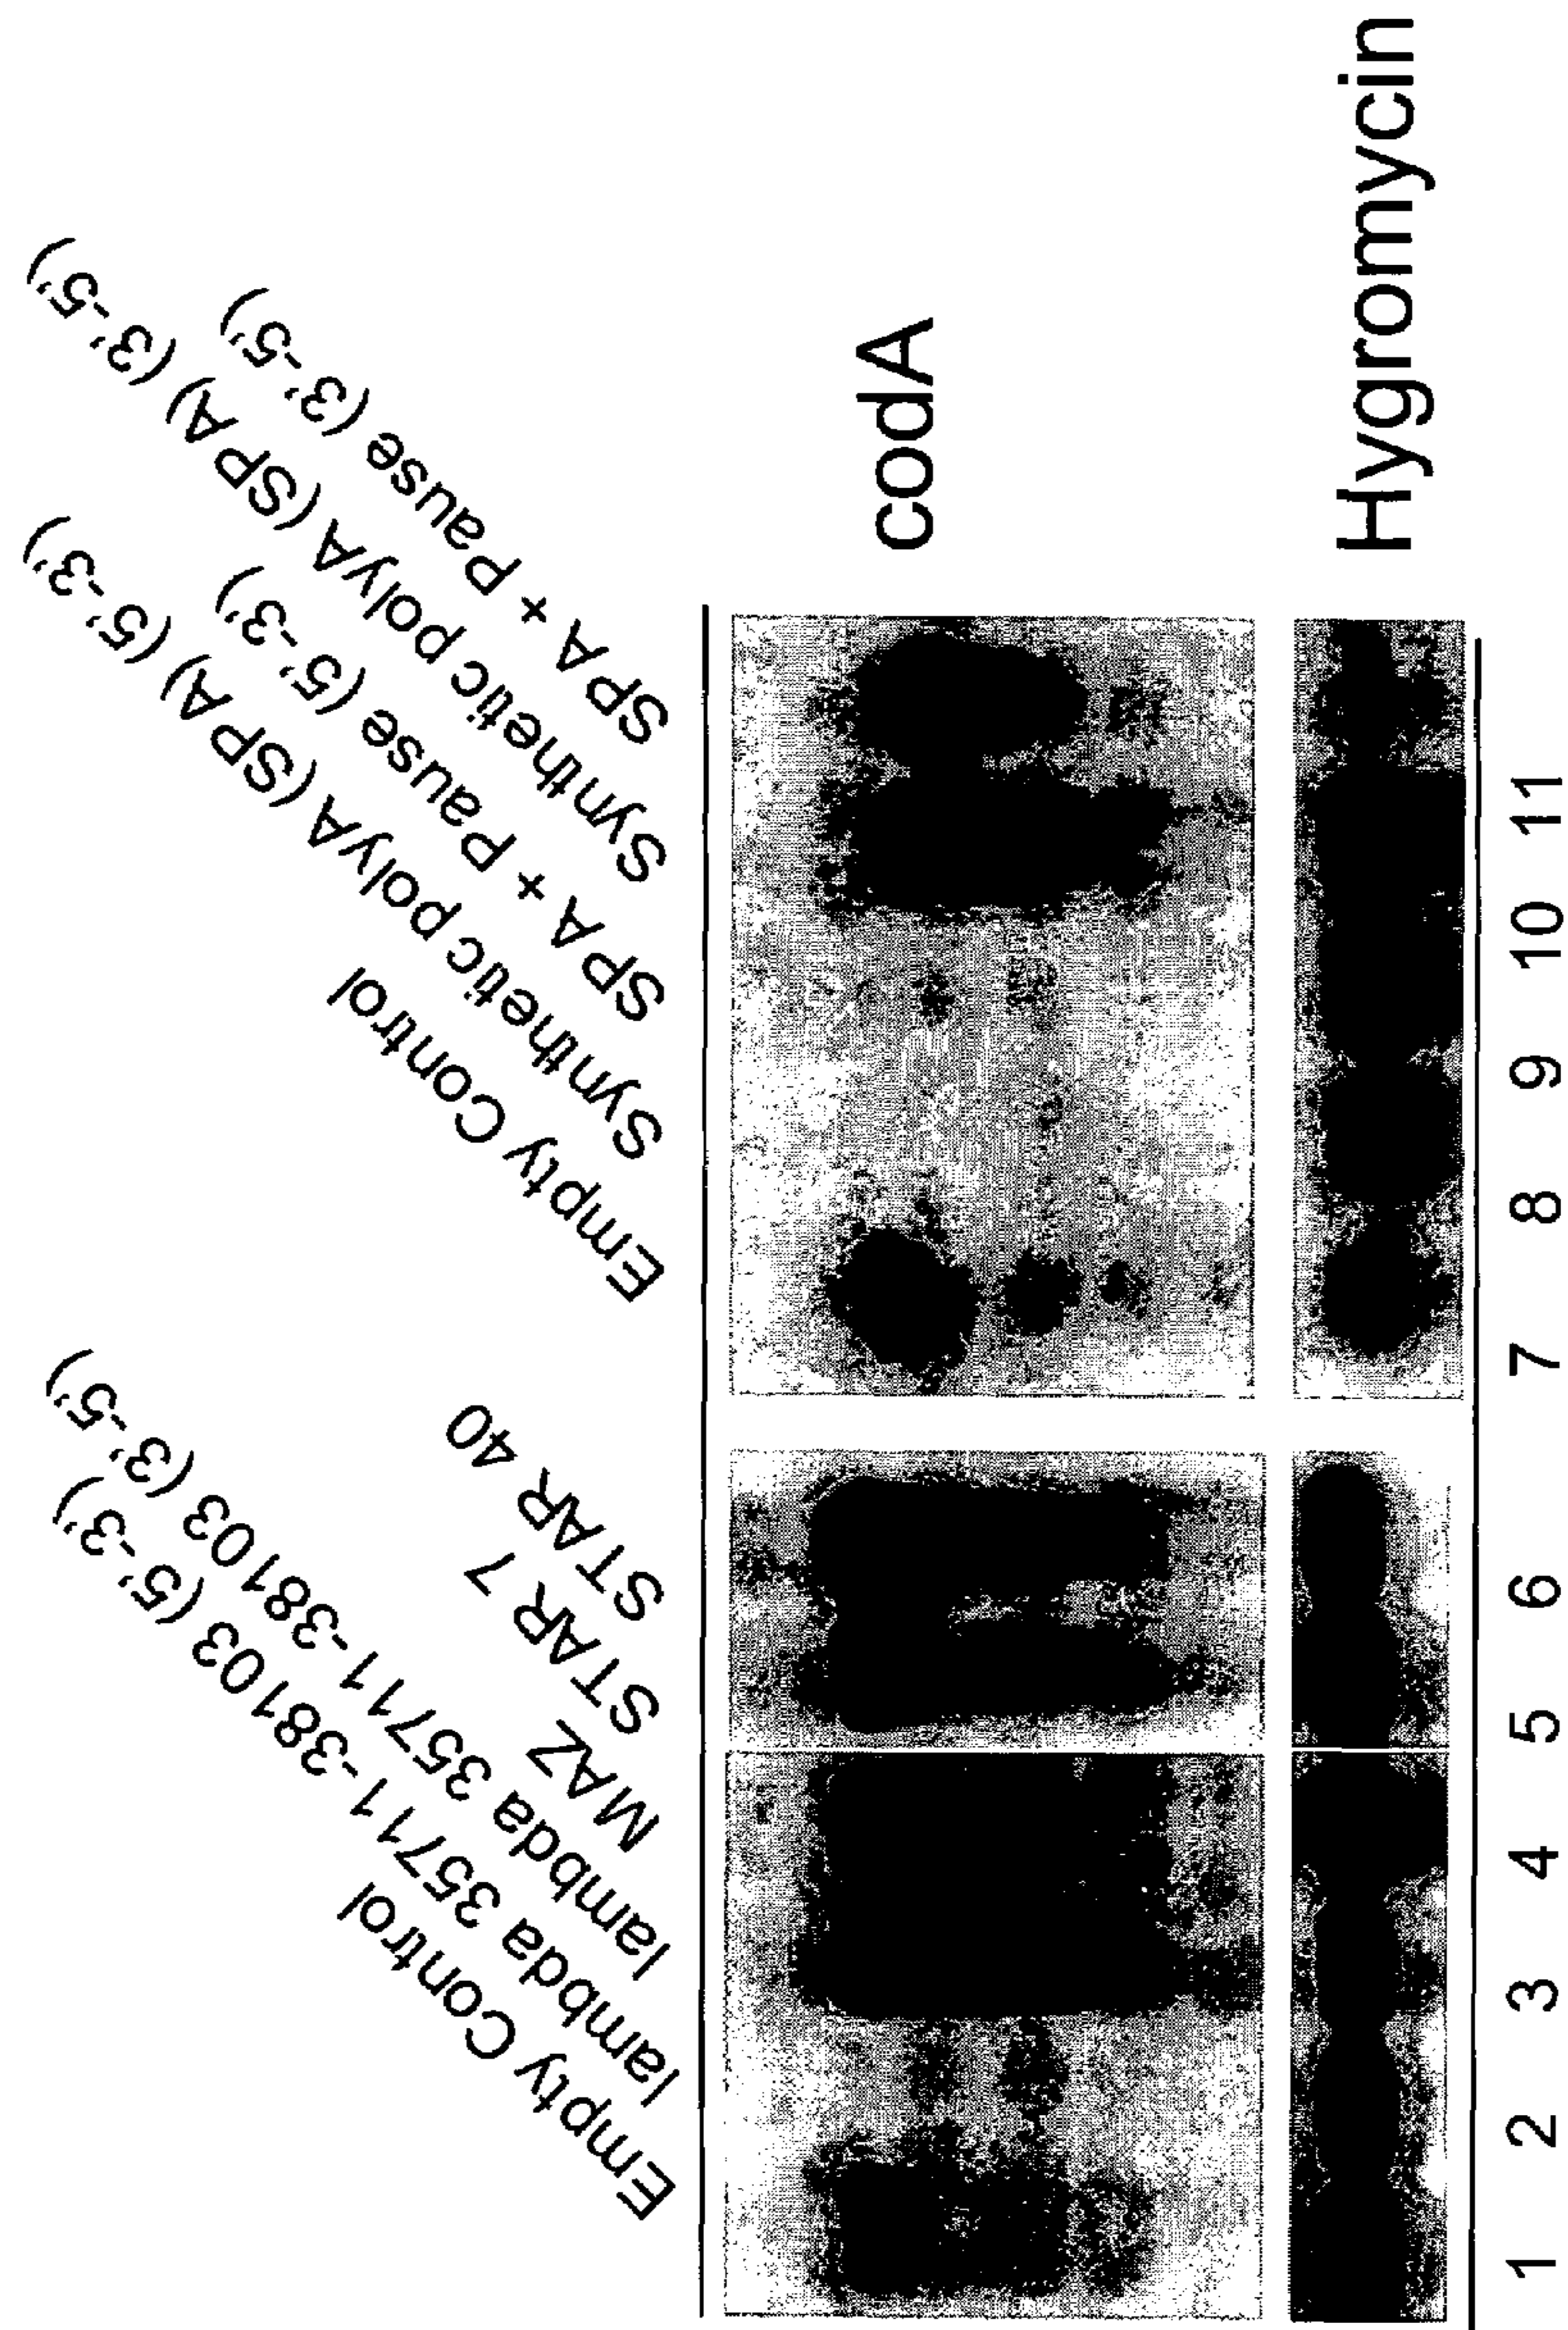 Empty Control
lambda 35711-38103 (5'-3')
lambda 35711-38103 (3'-5')
MAZ
STAR 7
STAR 40
Empty Control
Synthetic polyA (SPA) (5'-3')
SPA + Pause (5'-3')
Synthetic polyA (SPA) (3'-5')
SPA + Pause (3'-5')
codA
Hygromycin
1 2 3 4 5 6 7 8 9 10 11